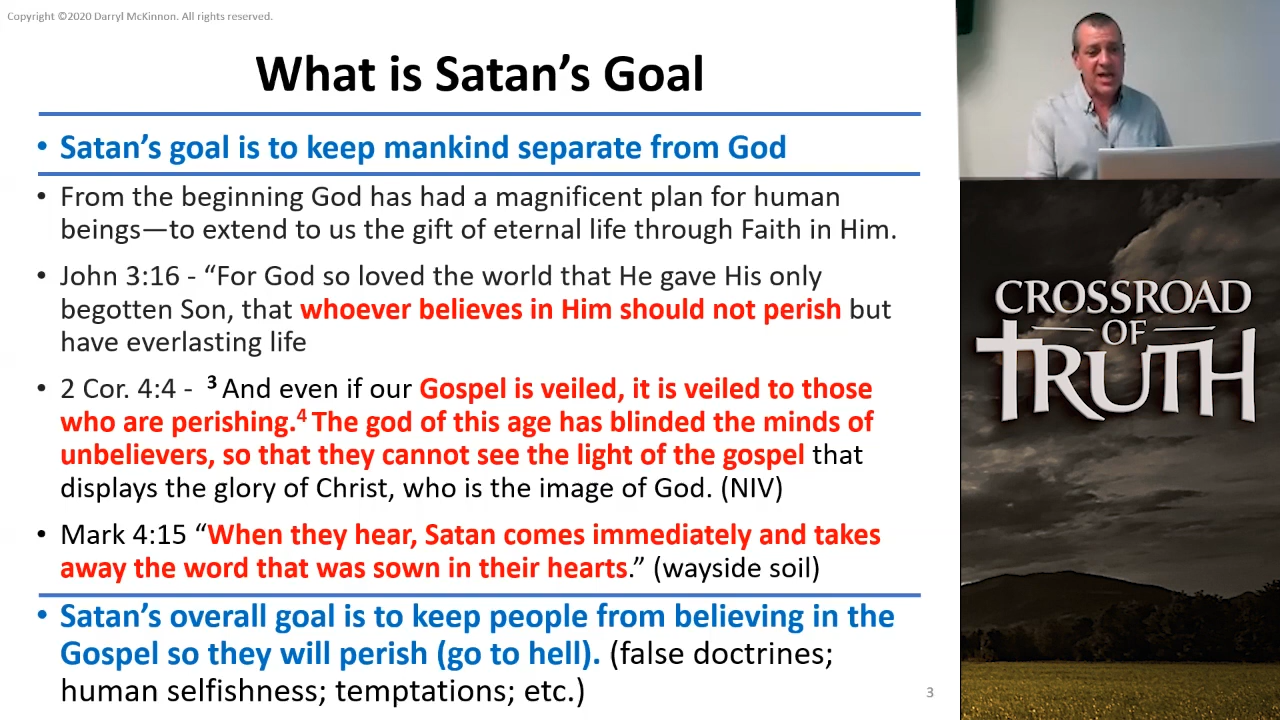 Copyright ©2020 Darryl McKinnon. All rights reserved.
What is Satan’s Goal
• Satan’s goal is to keep mankind separate from God
• From the beginning God has had a magnificent plan for human
beings—to extend to us the gift of eternal life through Faith in Him.
• John 3:16 - “For God so loved the world that He gave His only
begotten Son, that whoever believes in Him should not perish but
have everlasting life
• 2 Cor. 4:4 - ³ And even if our Gospel is veiled, it is veiled to those
who are perishing.⁴ The god of this age has blinded the minds of
unbelievers, so that they cannot see the light of the gospel that
displays the glory of Christ, who is the image of God. (NIV)
• Mark 4:15 “When they hear, Satan comes immediately and takes
away the word that was sown in their hearts.” (wayside soil)
• Satan’s overall goal is to keep people from believing in the
Gospel so they will perish (go to hell). (false doctrines;
human selfishness; temptations; etc.)
3
CROSSROAD
OF
TRUTH